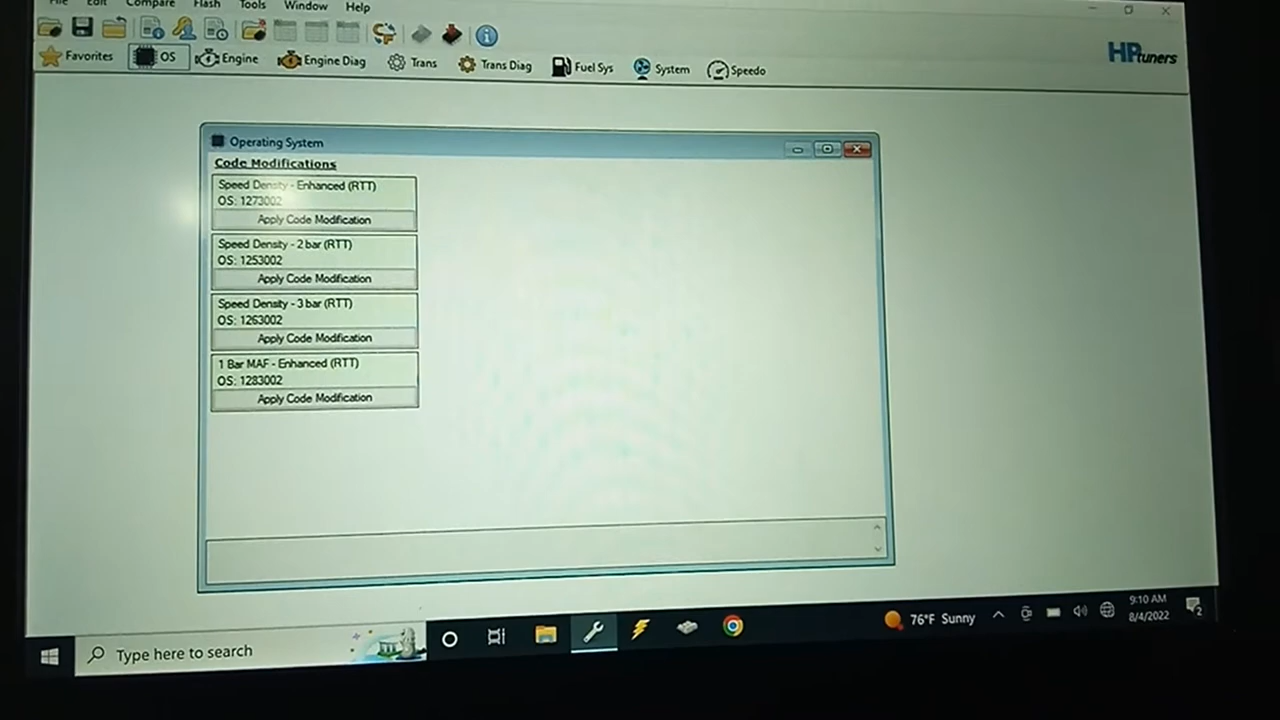 File Edit Compare Flash Tools Window Help
Favorites OS Engine Engine Diag Trans Trans Diag Fuel Sys System Speedo
HPtuners
Operating System
Code Modifications
Speed Density - Enhanced (RTT)
OS: 1273002
Apply Code Modification
Speed Density - 2 bar (RTT)
OS: 1253002
Apply Code Modification
Speed Density - 3 bar (RTT)
OS: 1263002
Apply Code Modification
1 Bar MAF - Enhanced (RTT)
OS: 1283002
Apply Code Modification
Type here to search
76°F Sunny
9:10 AM
8/4/2022
2